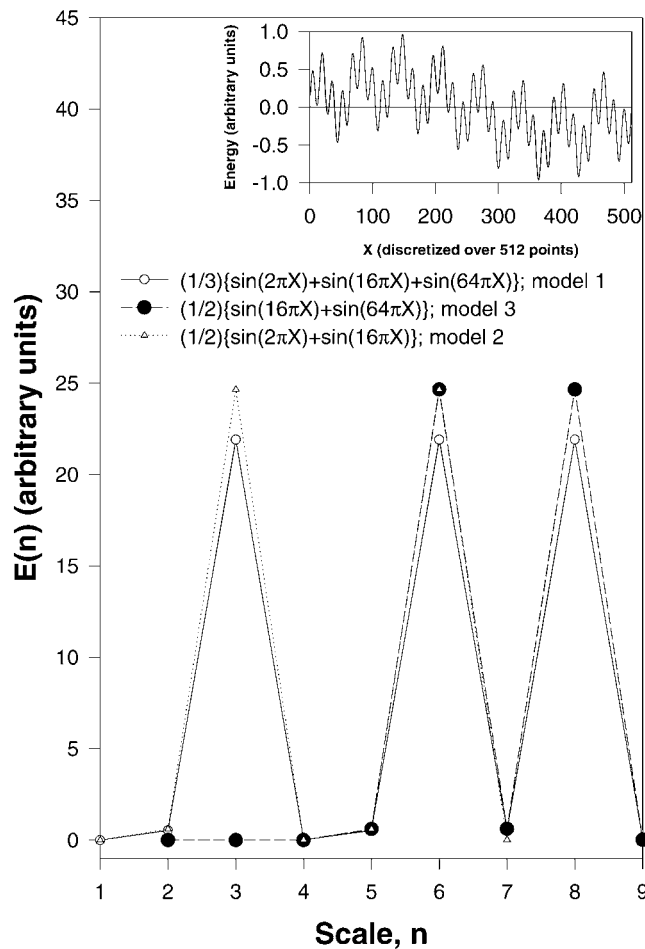 45
40
35
30
25
20
15
10
5
0
E(n) (arbitrary units)
1.0
0.5
0.0
-0.5
-1.0
Energy (arbitrary units)
0 100 200 300 400 500
X (discretized over 512 points)
(1/3){sin(2πX)+sin(16πX)+sin(64πX)}; model 1
(1/2){sin(16πX)+sin(64πX)}; model 3
(1/2){sin(2πX)+sin(16πX)}; model 2
1 2 3 4 5 6 7 8 9
Scale, n